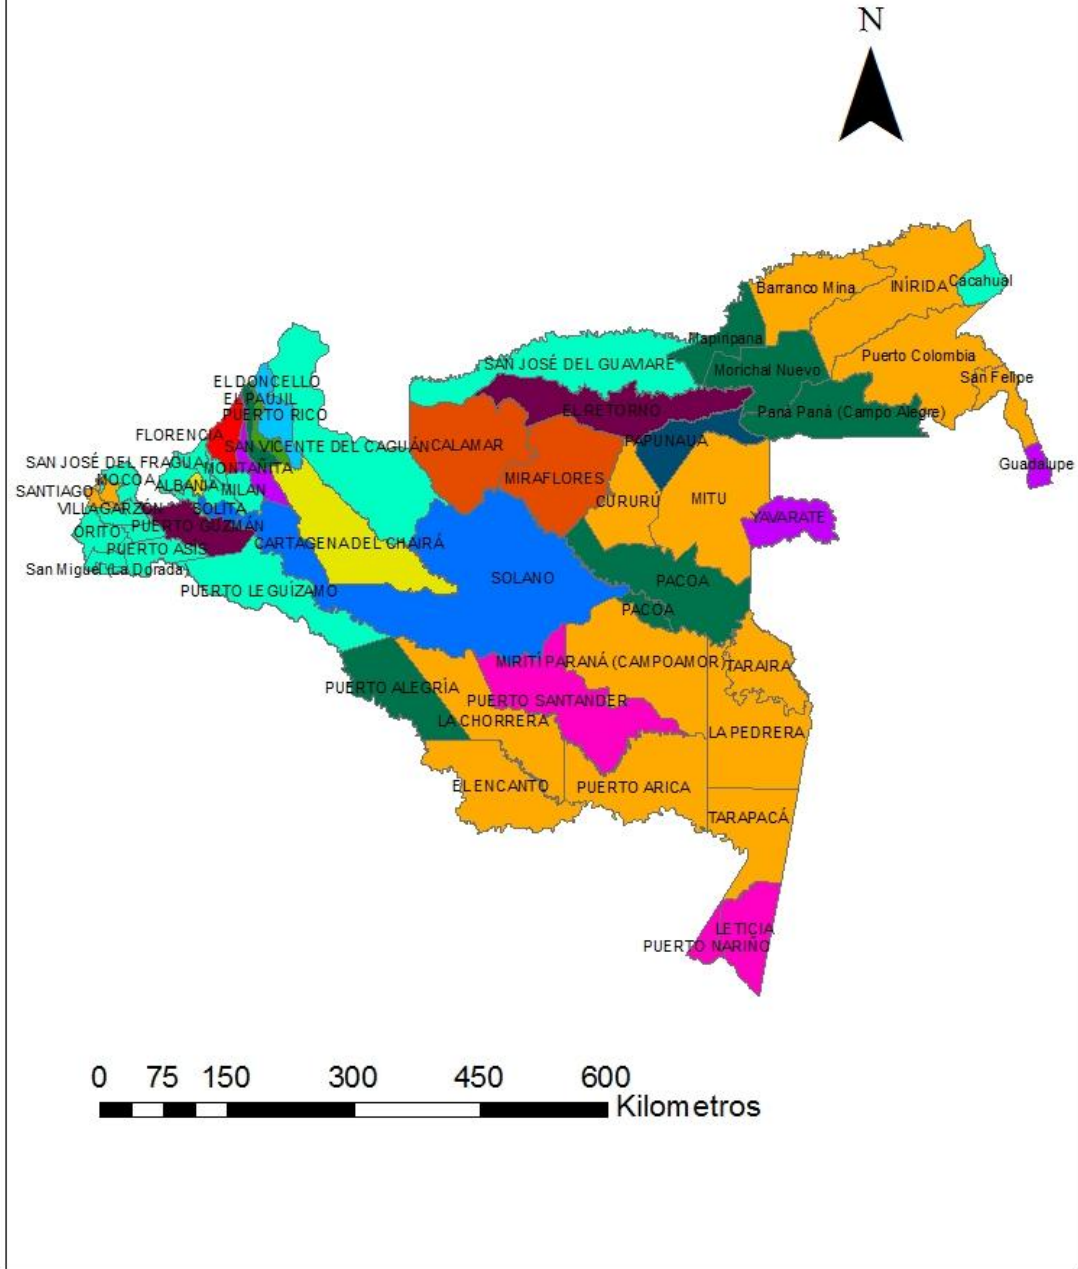 N
Barranco Mina
INÍRIDA
Cacahual
Mapiripana
SAN JOSÉ DEL GUAVIARE
Morichal Nuevo
Puerto Colombia
San Felipe
EL DONCELLO
EL PAUJIL
PUERTO RICO
EL RETORNO
Paná Paná (Campo Alegre)
FLORENCIA
SAN VICENTE DEL CAGUÁN
CALAMAR
PAPUNAUA
SAN JOSÉ DEL FRAGUA
MONTAÑITA
Guadalupe
MOCOA
ALBANIA
MILAN
MIRAFLORES
SANTIAGO
CURURÚ
MITU
VILLAGARZÓN
SOLITA
YAVARATE
ORITO
PUERTO GUZMÁN
PUERTO ASÍS
CARTAGENA DEL CHAIRÁ
San Miguel (La Dorada)
SOLANO
PACOA
PUERTO LEGUÍZAMO
PACOA
MIRITÍ PARANÁ (CAMPOAMOR)
TARAIRA
PUERTO ALEGRÍA
PUERTO SANTANDER
LA CHORRERA
LA PEDRERA
EL ENCANTO
PUERTO ARICA
TARAPACÁ
LETICIA
PUERTO NARIÑO
0 75 150 300 450 600
Kilometros